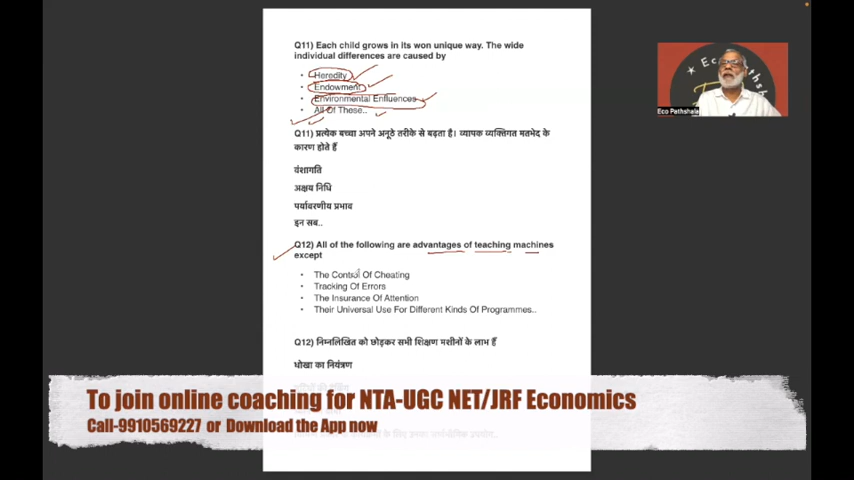 Q11) Each child grows in its won unique way. The wide
individual differences are caused by
• Heredity
• Endowment
• Environmental Enfluences
• All Of These..
Q11) प्रत्येक बच्चा अपने अनूठे तरीके से बढ़ता है। व्यापक व्यक्तिगत मतभेद के
कारण होते हैं
वंशागति
अक्षय निधि
पर्यावरणीय प्रभाव
इन सब..
Q12) All of the following are advantages of teaching machines
except
• The Control Of Cheating
• Tracking Of Errors
• The Insurance Of Attention
• Their Universal Use For Different Kinds Of Programmes..
Q12) निम्नलिखित को छोड़कर सभी शिक्षण मशीनों के लाभ हैं
धोखा का नियंत्रण
To join online coaching for NTA-UGC NET/JRF Economics
Call-9910569227 or Download the App now
Eco Pathshala